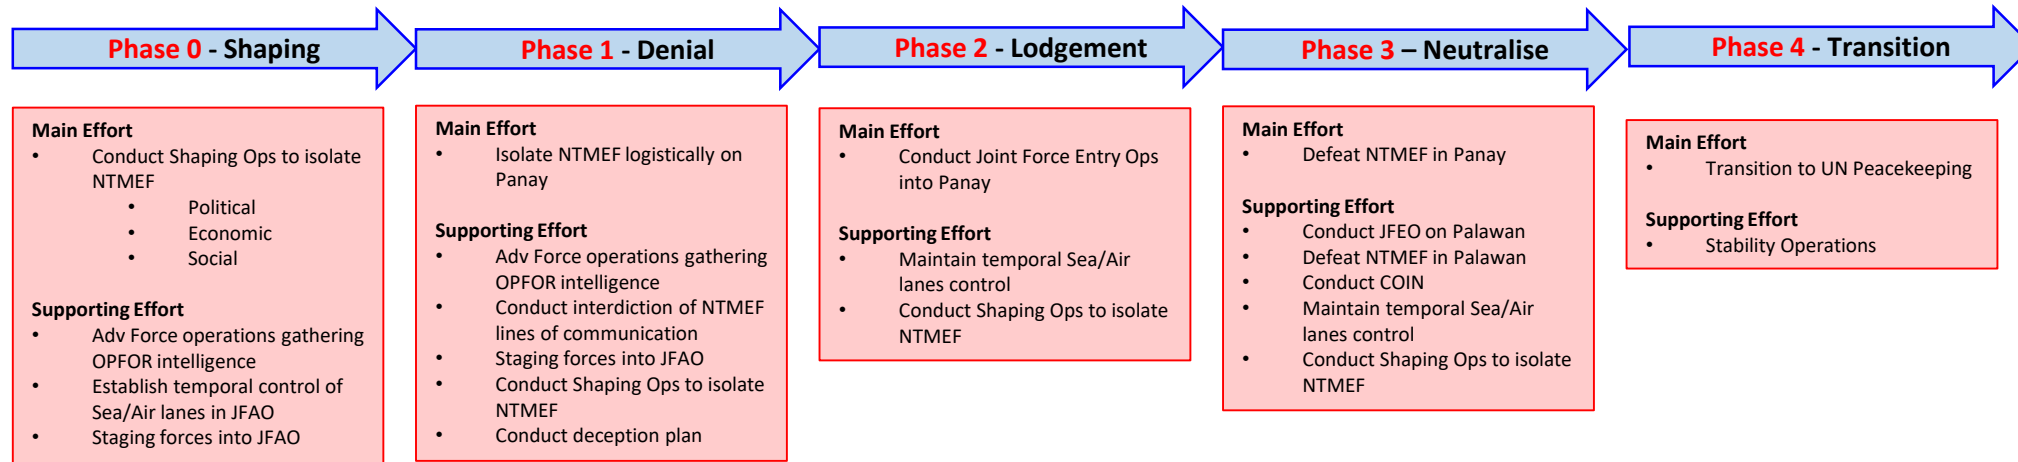 Phase 0 - Shaping
Phase 1 - Denial
Phase 2 - Lodgement
Phase 3 – Neutralise
Phase 4 - Transition
Main Effort
• Conduct Shaping Ops to isolate
NTMEF
• Political
• Economic
• Social
Supporting Effort
• Adv Force operations gathering
OPFOR intelligence
• Establish temporal control of
Sea/Air lanes in JFAO
• Staging forces into JFAO
Main Effort
• Isolate NTMEF logistically on
Panay
Supporting Effort
• Adv Force operations gathering
OPFOR intelligence
• Conduct interdiction of NTMEF
lines of communication
• Staging forces into JFAO
• Conduct Shaping Ops to isolate
NTMEF
• Conduct deception plan
Main Effort
• Conduct Joint Force Entry Ops
into Panay
Supporting Effort
• Maintain temporal Sea/Air
lanes control
• Conduct Shaping Ops to isolate
NTMEF
Main Effort
• Defeat NTMEF in Panay
Supporting Effort
• Conduct JFEO on Palawan
• Defeat NTMEF in Palawan
• Conduct COIN
• Maintain temporal Sea/Air
lanes control
• Conduct Shaping Ops to isolate
NTMEF
Main Effort
• Transition to UN Peacekeeping
Supporting Effort
• Stability Operations